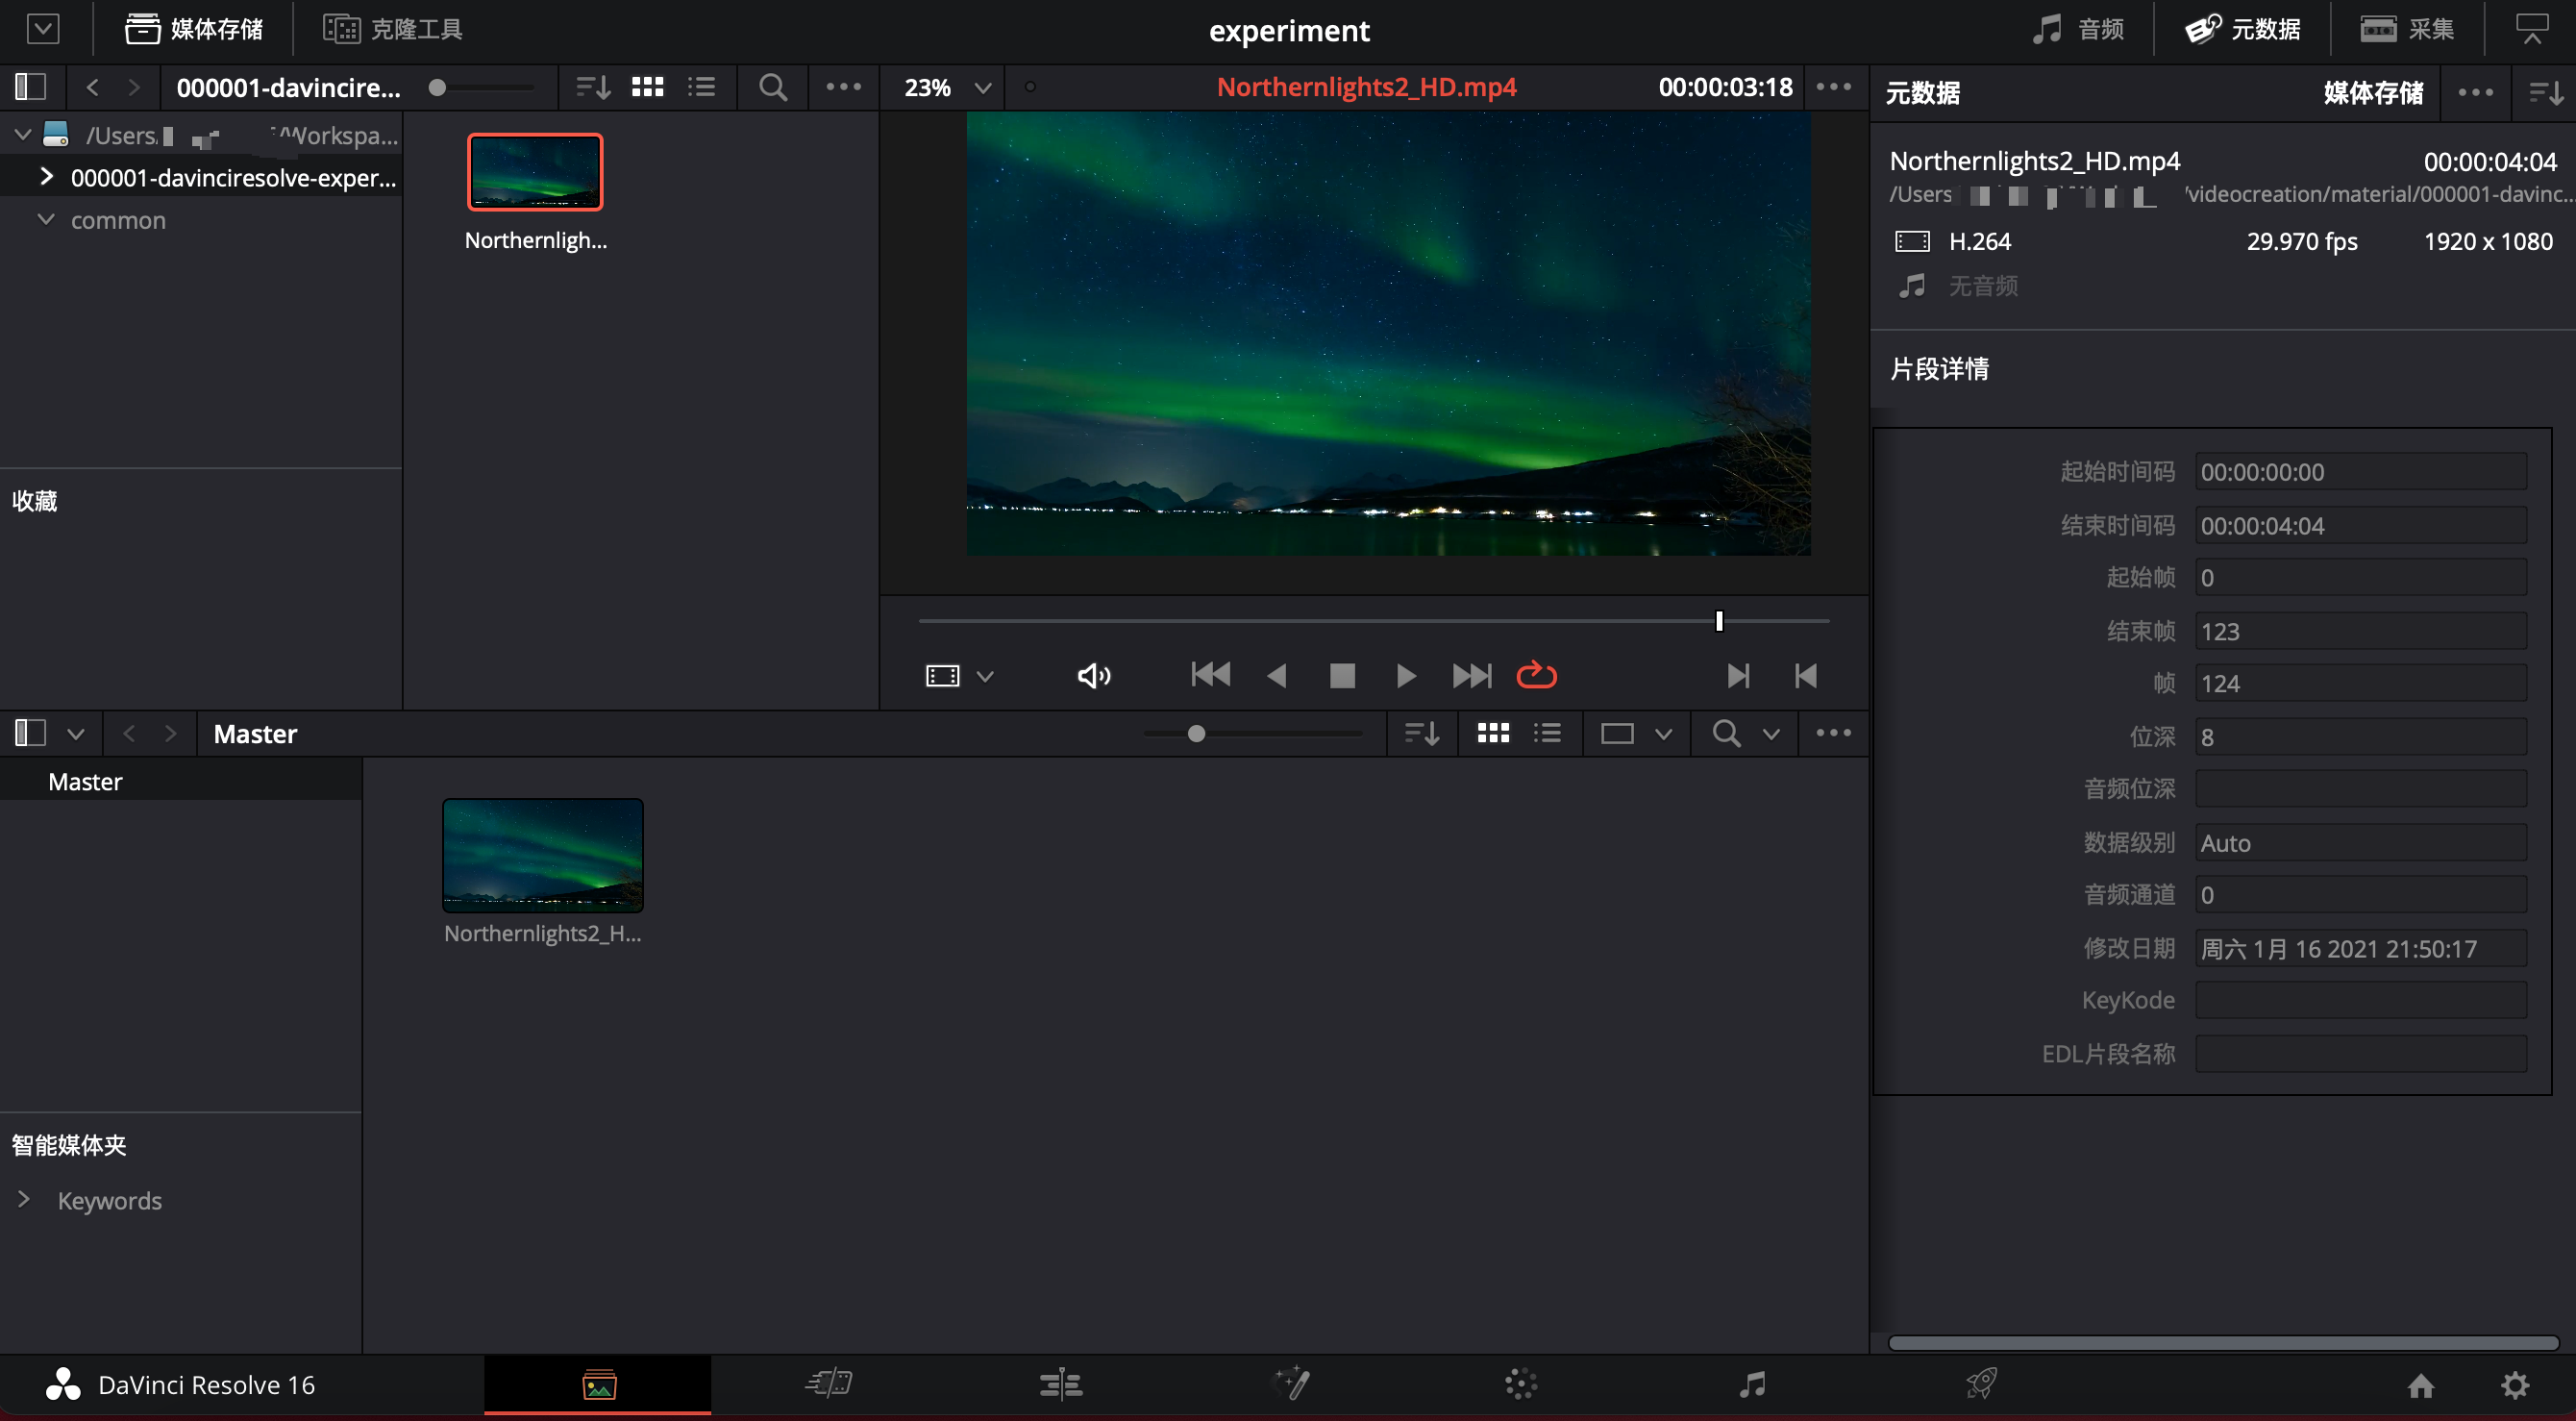 媒体存储
克隆工具
experiment
音频
元数据
采集
000001-davincire...
23%
Northernlights2_HD.mp4
00:00:03:18
元数据
媒体存储
/Users
Workspa...
000001-davinciresolve-exper...
common
Northernligh...
收藏
Northernlights2_HD.mp4
00:00:04:04
/Users
/videocreation/material/000001-davinc...
H.264
29.970 fps
1920 x 1080
无音频
片段详情
起始时间码 00:00:00:00
结束时间码 00:00:04:04
起始帧 0
结束帧 123
帧 124
位深 8
音频位深
数据级别 Auto
音频通道 0
修改日期 周六 1月 16 2021 21:50:17
KeyKode
EDL片段名称
Master
Master
Northernlights2_H...
智能媒体夹
Keywords
DaVinci Resolve 16